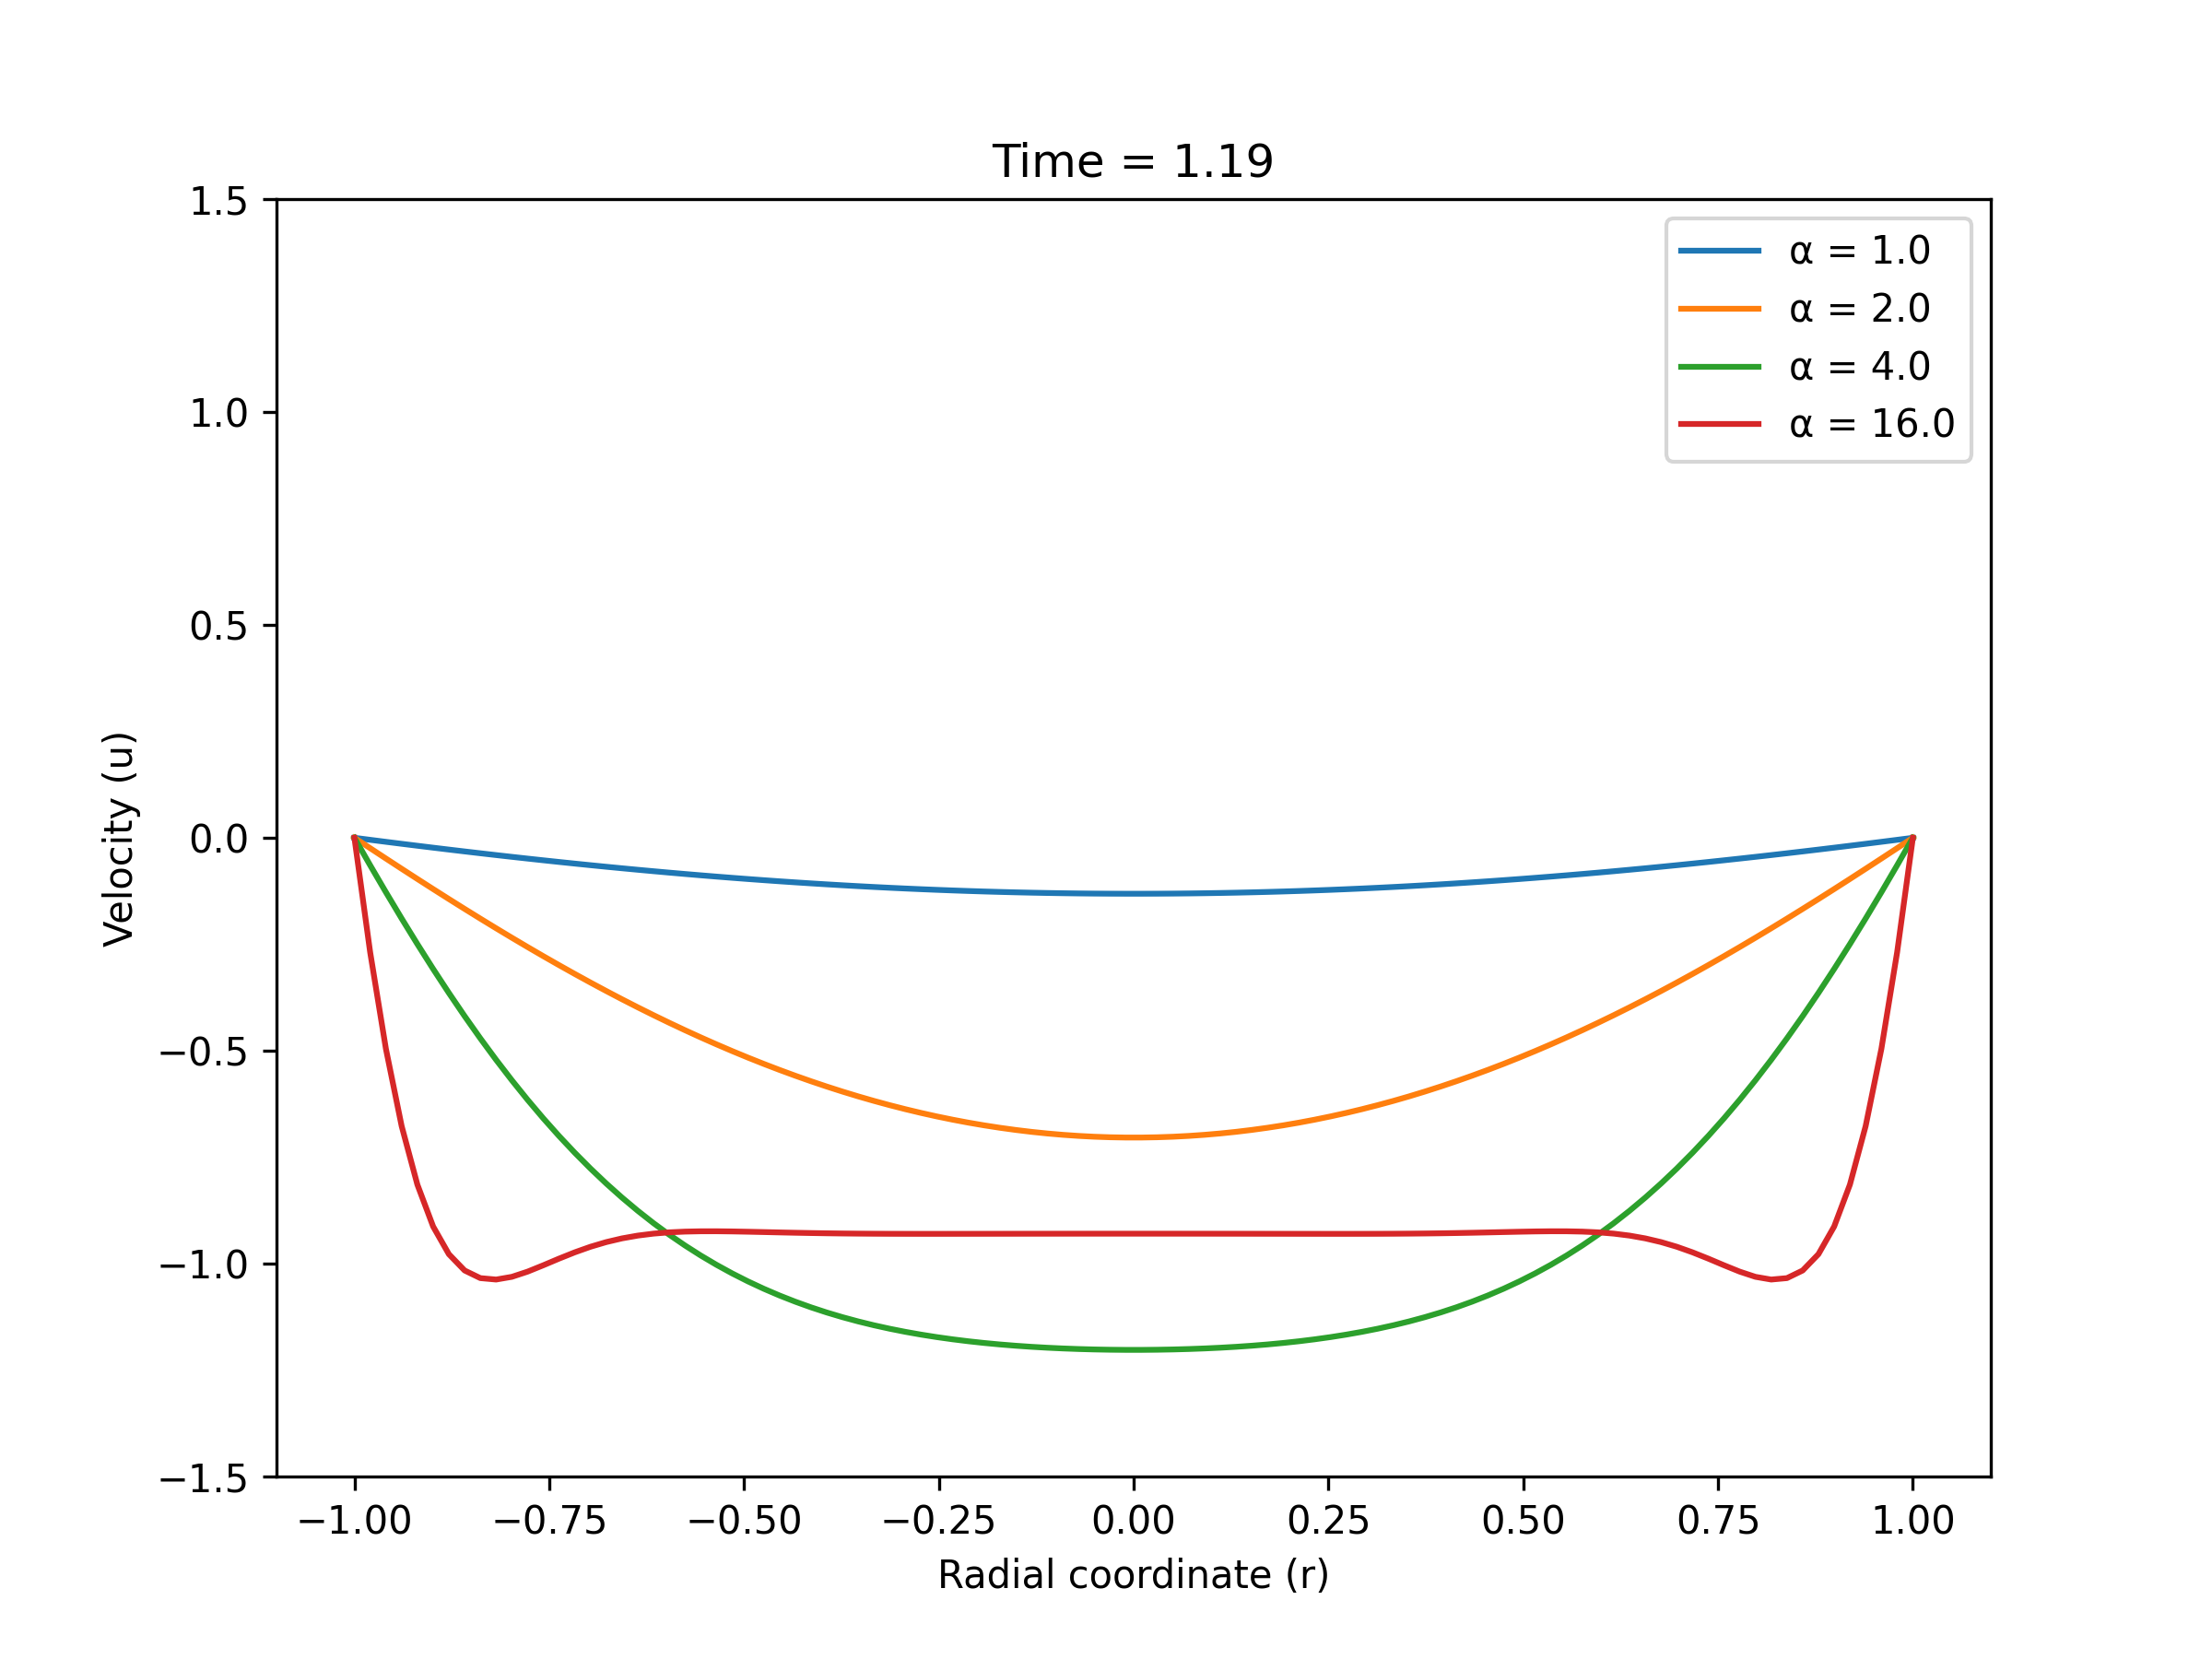 Time = 1.19
1.5
1.0
0.5
0.0
−0.5
−1.0
−1.5
Velocity (u)
α = 1.0
α = 2.0
α = 4.0
α = 16.0
−1.00 −0.75 −0.50 −0.25 0.00 0.25 0.50 0.75 1.00
Radial coordinate (r)